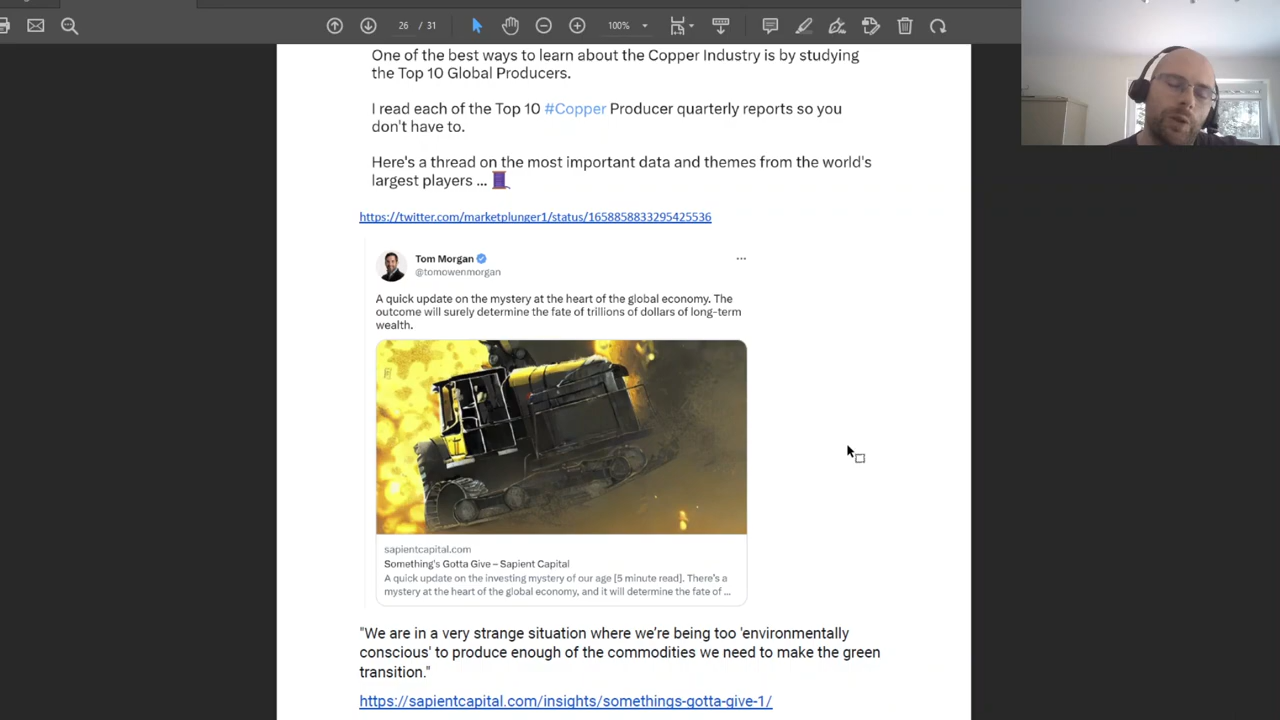 26 / 31
100%
One of the best ways to learn about the Copper Industry is by studying
the Top 10 Global Producers.
I read each of the Top 10 #Copper Producer quarterly reports so you
don't have to.
Here's a thread on the most important data and themes from the world's
largest players ...
https://twitter.com/marketplunger1/status/1658858833295425536
Tom Morgan
@tomowenmorgan
A quick update on the mystery at the heart of the global economy. The
outcome will surely determine the fate of trillions of dollars of long-term
wealth.
sapientcapital.com
Something's Gotta Give – Sapient Capital
A quick update on the investing mystery of our age [5 minute read]. There's a
mystery at the heart of the global economy, and it will determine the fate of ...
"We are in a very strange situation where we’re being too 'environmentally
conscious' to produce enough of the commodities we need to make the green
transition."
https://sapientcapital.com/insights/somethings-gotta-give-1/